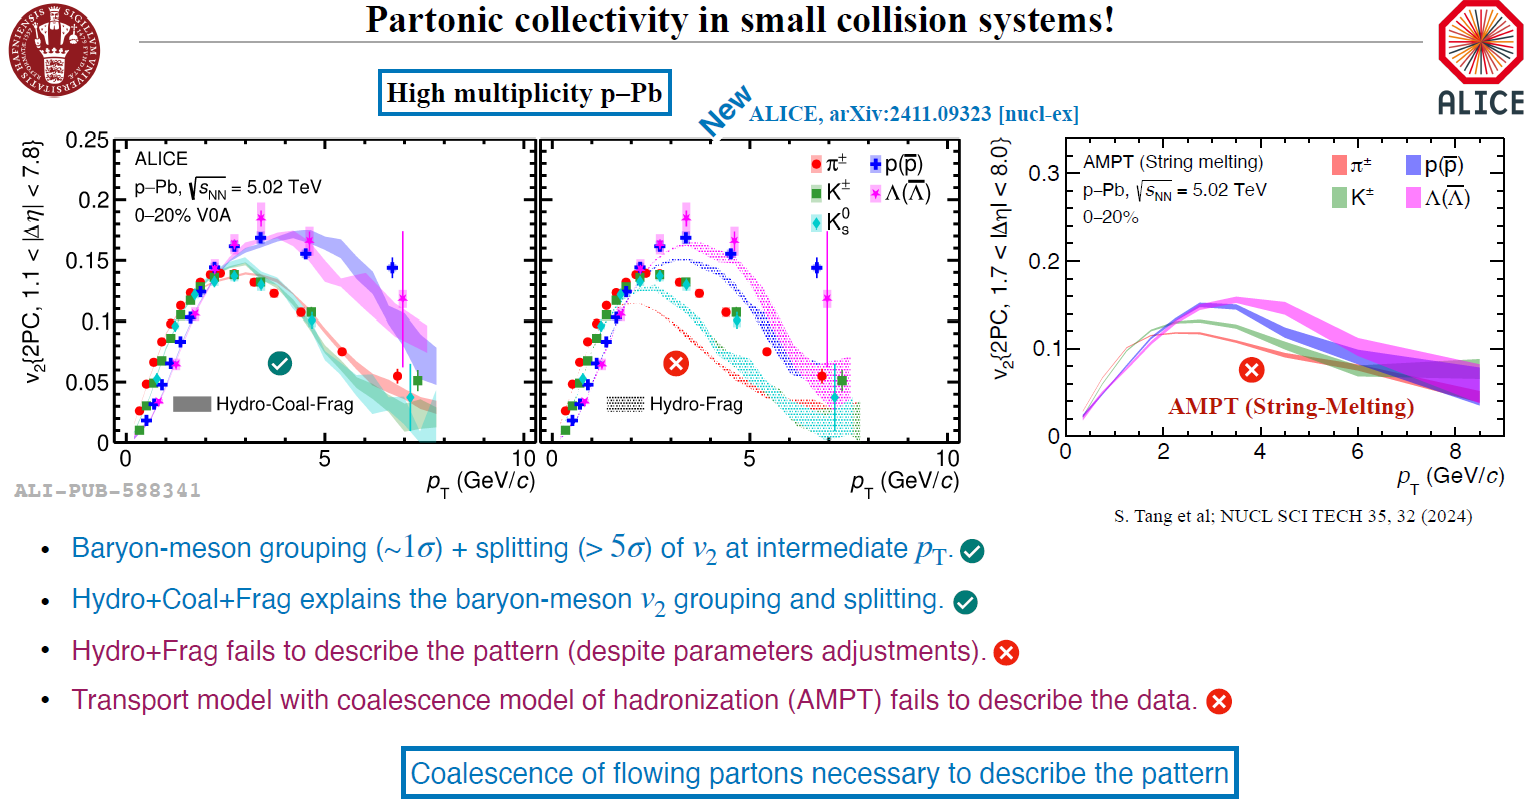 Partonic collectivity in small collision systems!
ALICE
High multiplicity p–Pb
New
ALICE, arXiv:2411.09323 [nucl-ex]
v2{2PC, 1.1 < |Δη| < 7.8}
0.25
0.2
0.15
0.1
0.05
0
ALICE
p–Pb, √sNN = 5.02 TeV
0–20% V0A
Hydro-Coal-Frag
0 5 10
pT (GeV/c)
π± p(p̅)
K± Λ(Λ̅)
K0s
Hydro-Frag
0 5 10
pT (GeV/c)
v2{2PC, 1.7 < |Δη| < 8.0}
0.3
0.2
0.1
0
AMPT (String melting)
p–Pb, √sNN = 5.02 TeV
0–20%
π± p(p̅)
K± Λ(Λ̅)
AMPT (String-Melting)
0 2 4 6 8
pT (GeV/c)
ALI-PUB-588341
S. Tang et al; NUCL SCI TECH 35, 32 (2024)
• Baryon-meson grouping (~1σ) + splitting (> 5σ) of v2 at intermediate pT.
• Hydro+Coal+Frag explains the baryon-meson v2 grouping and splitting.
• Hydro+Frag fails to describe the pattern (despite parameters adjustments).
• Transport model with coalescence model of hadronization (AMPT) fails to describe the data.
Coalescence of flowing partons necessary to describe the pattern